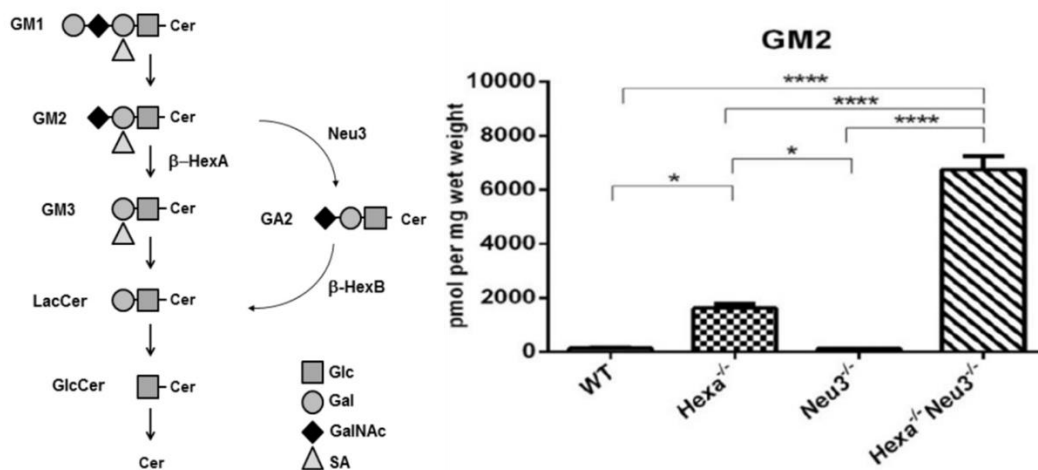 GM1 Cer
GM2 Cer
Neu3
β–HexA
GM3 Cer
GA2 Cer
β-HexB
LacCer Cer
GlcCer Cer
Cer
Glc
Gal
GalNAc
SA
GM2
pmol per mg wet weight
10000
8000
6000
4000
2000
0
****
****
****
*
*
WT
Hexa-/-
Neu3-/-
Hexa-/-Neu3-/-